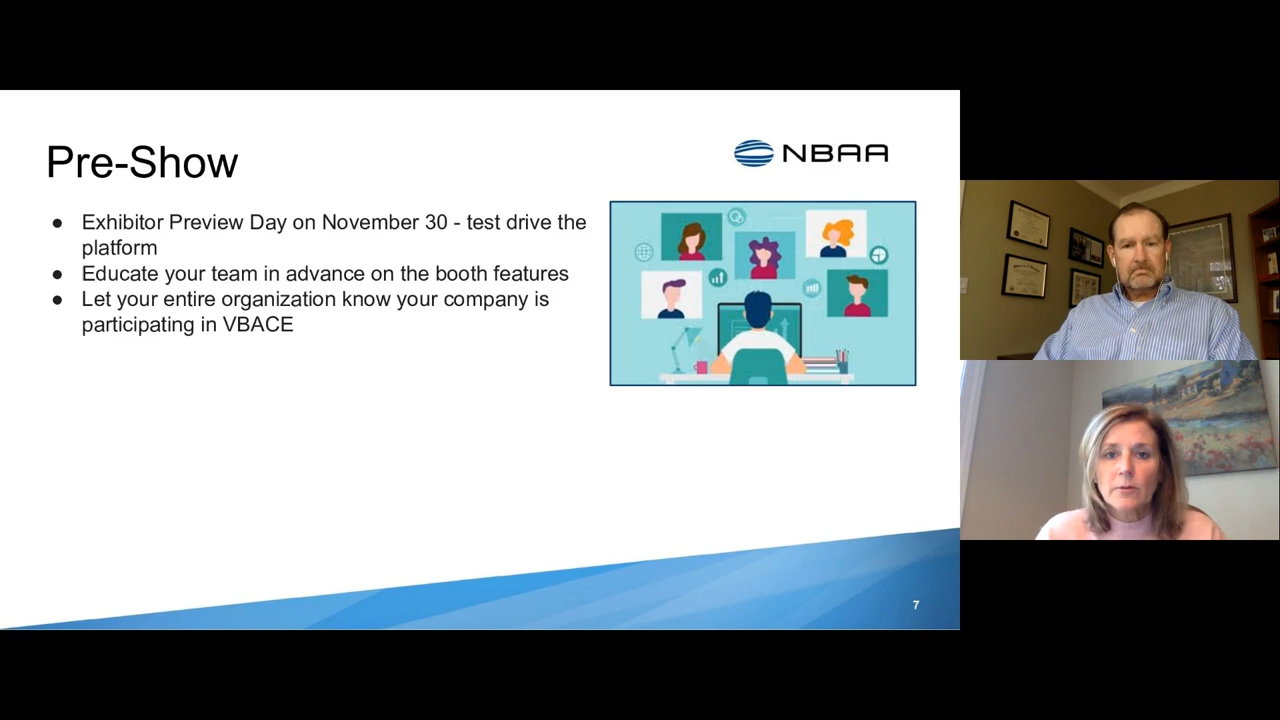 Pre-Show
NBAA
● Exhibitor Preview Day on November 30 - test drive the
platform
● Educate your team in advance on the booth features
● Let your entire organization know your company is
participating in VBACE
7